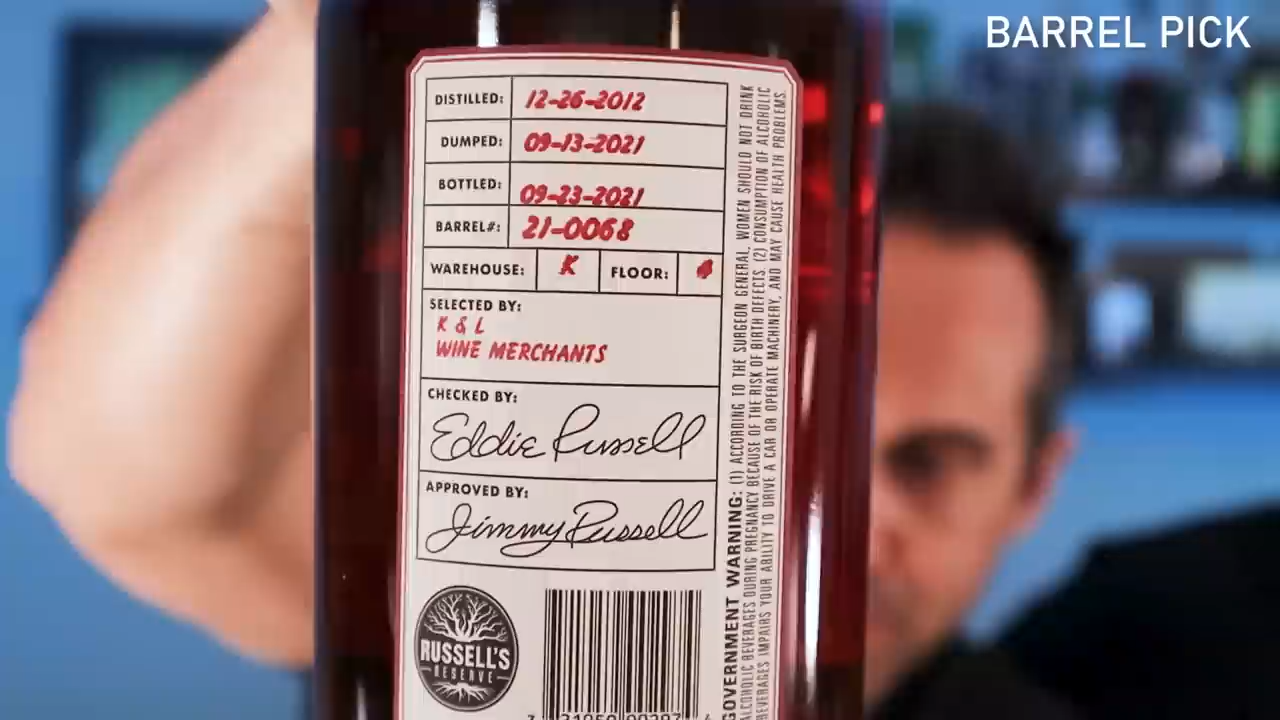 BARREL PICK
DISTILLED: 12-26-2012
DUMPED: 09-13-2021
BOTTLED: 09-23-2021
BARREL#: 21-0068
WAREHOUSE: K FLOOR: 4
SELECTED BY:
K & L
WINE MERCHANTS
CHECKED BY:
Eddie Russell
APPROVED BY:
Jimmy Russell
RUSSELL'S
RESERVE
GOVERNMENT WARNING: (1) ACCORDING TO THE SURGEON GENERAL, WOMEN SHOULD NOT DRINK
ALCOHOLIC BEVERAGES DURING PREGNANCY BECAUSE OF THE RISK OF BIRTH DEFECTS. (2) CONSUMPTION OF ALCOHOLIC
BEVERAGES IMPAIRS YOUR ABILITY TO DRIVE A CAR OR OPERATE MACHINERY, AND MAY CAUSE HEALTH PROBLEMS.